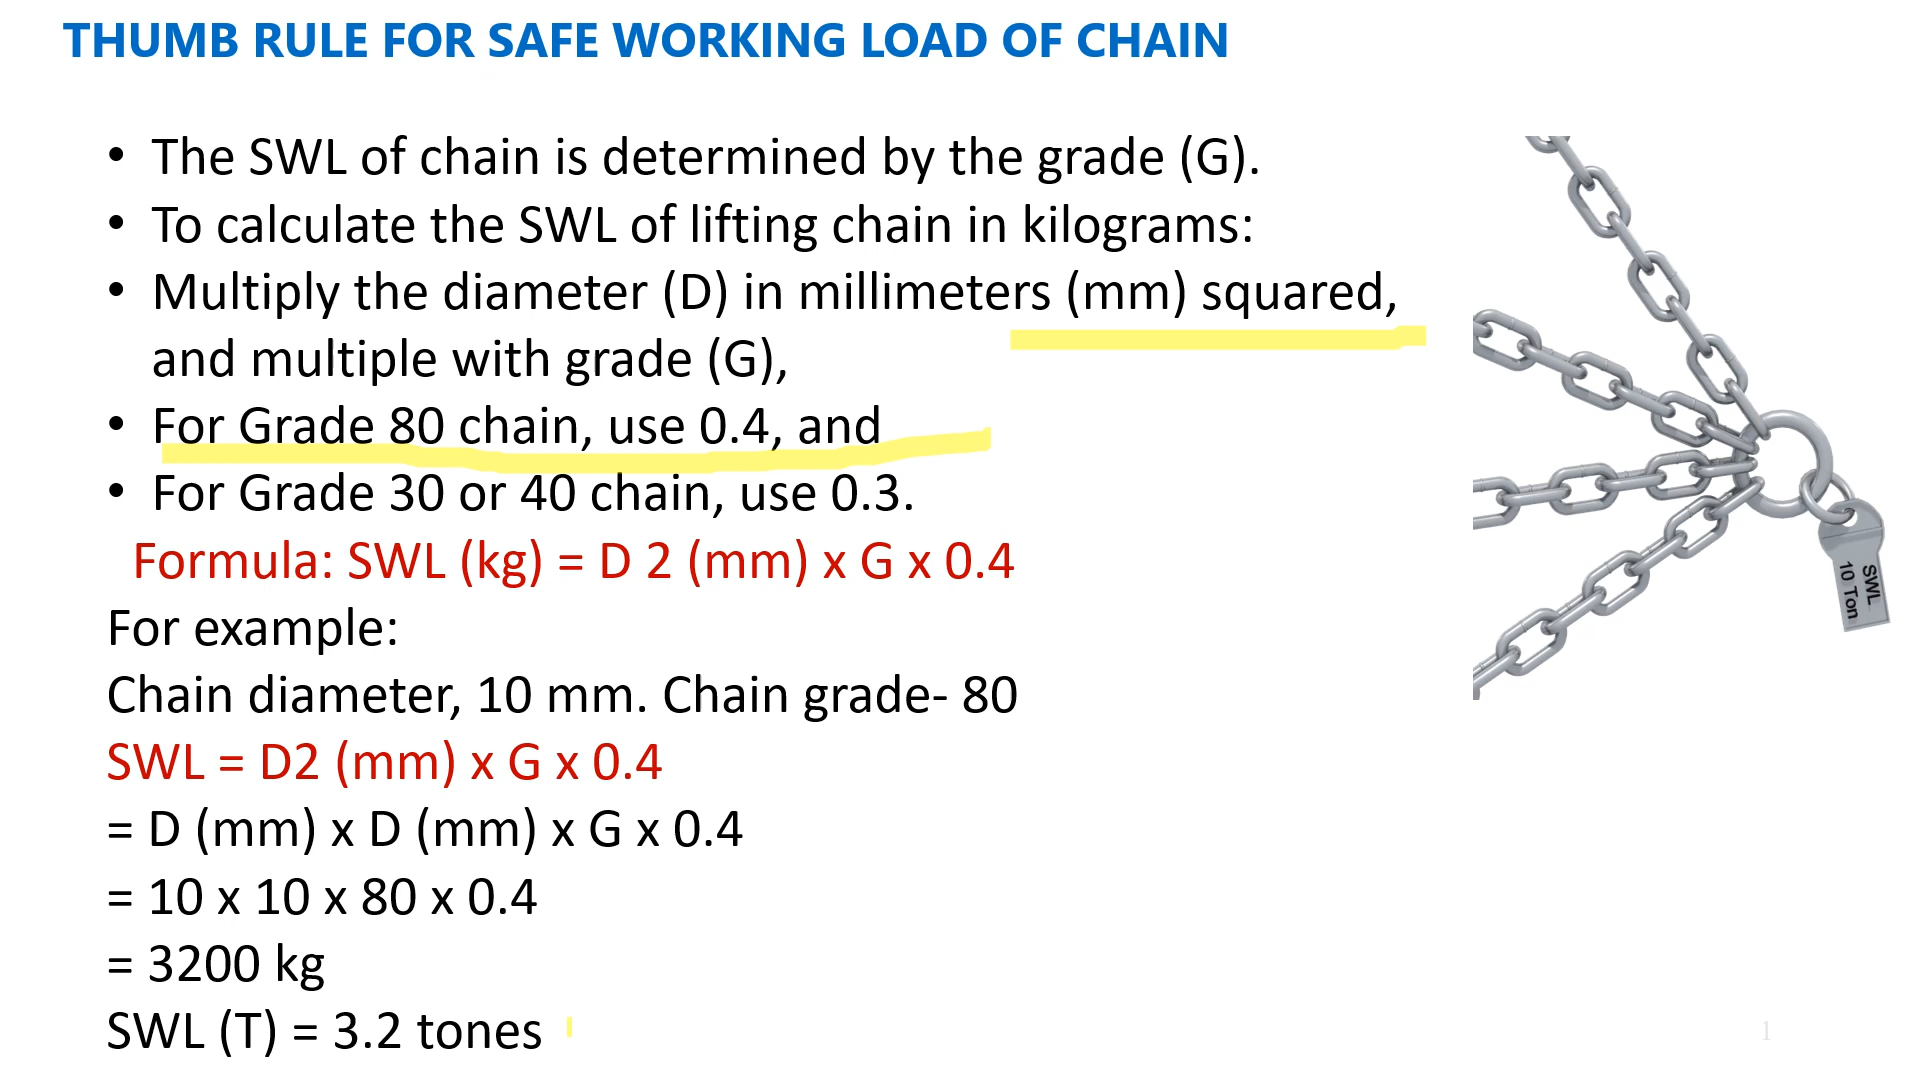 THUMB RULE FOR SAFE WORKING LOAD OF CHAIN
• The SWL of chain is determined by the grade (G).
• To calculate the SWL of lifting chain in kilograms:
• Multiply the diameter (D) in millimeters (mm) squared,
and multiple with grade (G),
• For Grade 80 chain, use 0.4, and
• For Grade 30 or 40 chain, use 0.3.
Formula: SWL (kg) = D 2 (mm) x G x 0.4
For example:
Chain diameter, 10 mm. Chain grade- 80
SWL = D2 (mm) x G x 0.4
= D (mm) x D (mm) x G x 0.4
= 10 x 10 x 80 x 0.4
= 3200 kg
SWL (T) = 3.2 tones
SWL
10 Ton
1